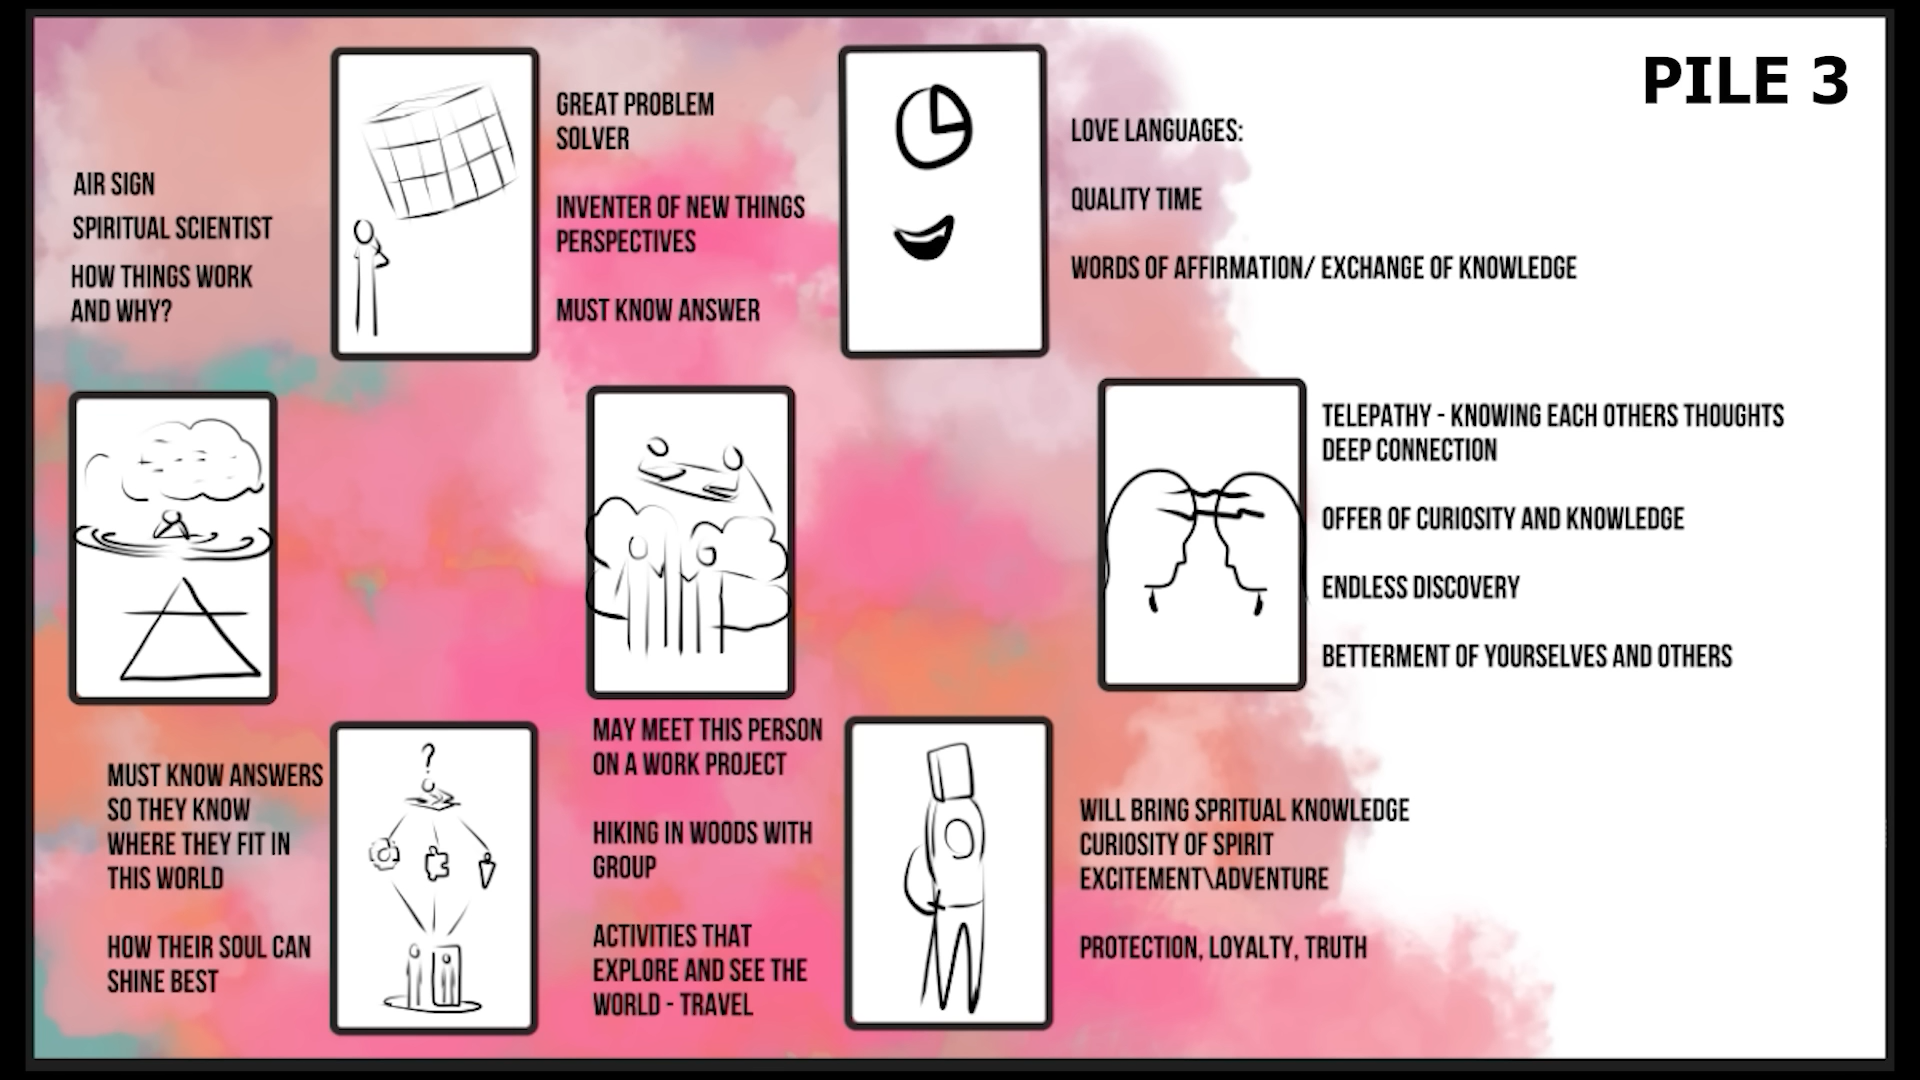 PILE 3
AIR SIGN
SPIRITUAL SCIENTIST
HOW THINGS WORK
AND WHY?
GREAT PROBLEM
SOLVER
INVENTER OF NEW THINGS
PERSPECTIVES
MUST KNOW ANSWER
LOVE LANGUAGES:
QUALITY TIME
WORDS OF AFFIRMATION/ EXCHANGE OF KNOWLEDGE
TELEPATHY - KNOWING EACH OTHERS THOUGHTS
DEEP CONNECTION
OFFER OF CURIOSITY AND KNOWLEDGE
ENDLESS DISCOVERY
BETTERMENT OF YOURSELVES AND OTHERS
MUST KNOW ANSWERS
SO THEY KNOW
WHERE THEY FIT IN
THIS WORLD
HOW THEIR SOUL CAN
SHINE BEST
?
MAY MEET THIS PERSON
ON A WORK PROJECT
HIKING IN WOODS WITH
GROUP
ACTIVITIES THAT
EXPLORE AND SEE THE
WORLD - TRAVEL
WILL BRING SPRITUAL KNOWLEDGE
CURIOSITY OF SPIRIT
EXCITEMENT\ADVENTURE
PROTECTION, LOYALTY, TRUTH